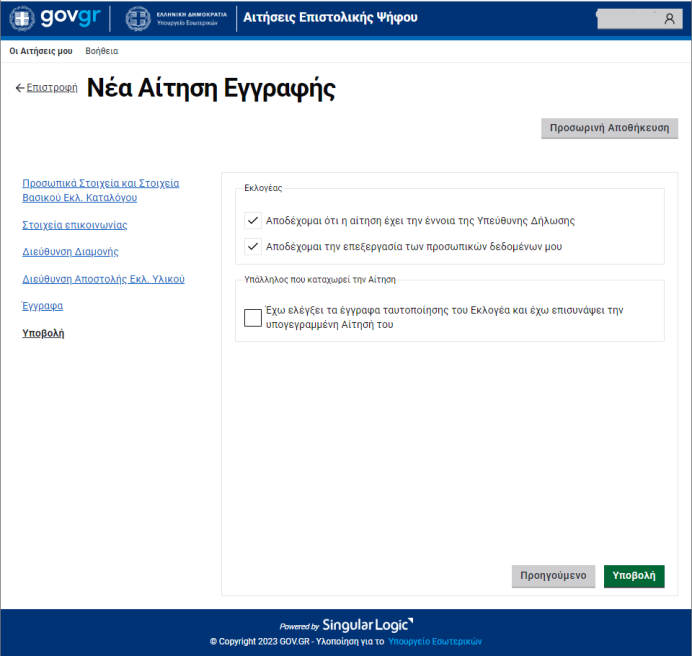 govgr
ΕΛΛΗΝΙΚΗ ΔΗΜΟΚΡΑΤΙΑ
Υπουργείο Εσωτερικών
Αιτήσεις Επιστολικής Ψήφου
Οι Αιτήσεις μου Βοήθεια
Επιστροφή Νέα Αίτηση Εγγραφής
Προσωρινή Αποθήκευση
Προσωπικά Στοιχεία και Στοιχεία
Βασικού Εκλ. Καταλόγου
Στοιχεία επικοινωνίας
Διεύθυνση Διαμονής
Διεύθυνση Αποστολής Εκλ. Υλικού
Έγγραφα
Υποβολή
Εκλογέας
Αποδέχομαι ότι η αίτηση έχει την έννοια της Υπεύθυνης Δήλωσης
Αποδέχομαι την επεξεργασία των προσωπικών δεδομένων μου
Υπάλληλος που καταχωρεί την Αίτηση
Έχω ελέγξει τα έγγραφα ταυτοποίησης του Εκλογέα και έχω επισυνάψει την
υπογεγραμμένη Αίτησή του
Προηγούμενο Υποβολή
Powered by SingularLogic
© Copyright 2023 GOV.GR - Υλοποίηση για το Υπουργείο Εσωτερικών